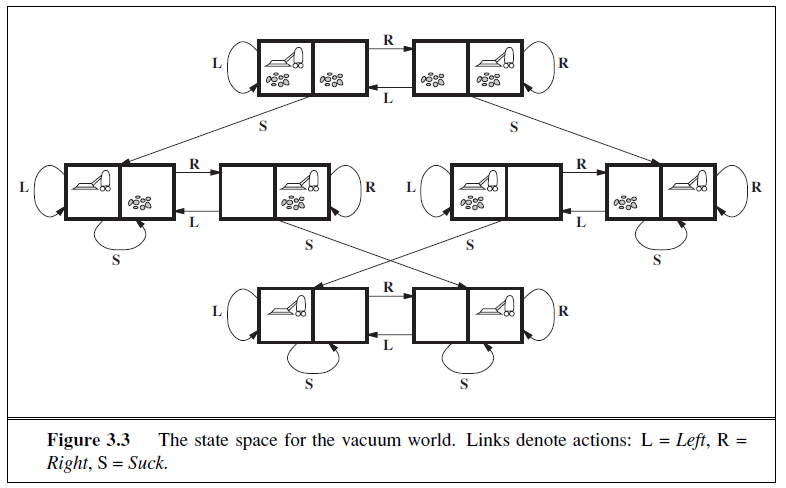 R
L R
L
S S
R R
L R L R
L L
S S
S S
R
L R
L
S S
Figure 3.3 The state space for the vacuum world. Links denote actions: L = Left, R =
Right, S = Suck.